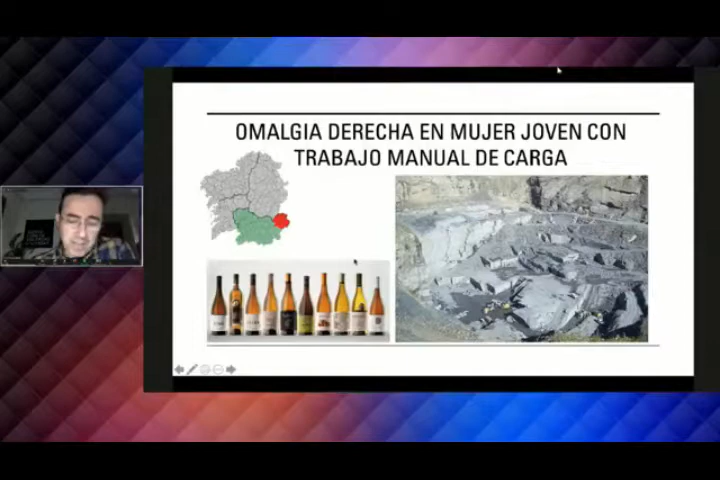 OMALGIA DERECHA EN MUJER JOVEN CON
TRABAJO MANUAL DE CARGA